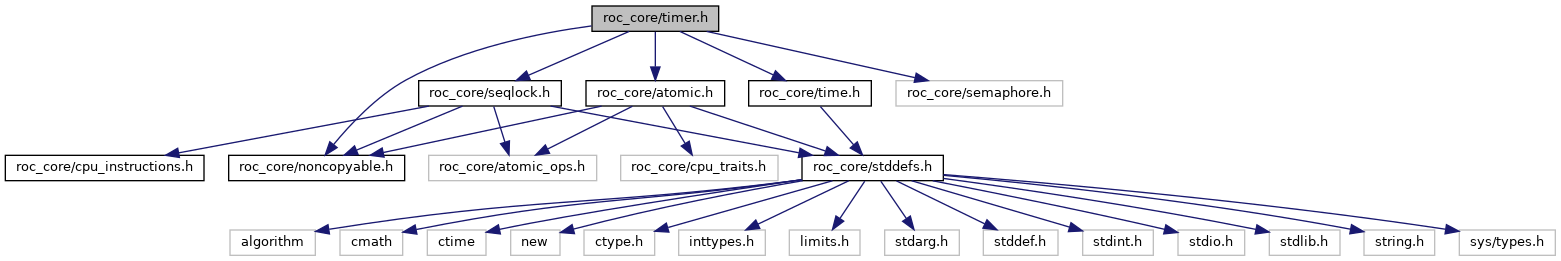 roc_core/timer.h
roc_core/seqlock.h
roc_core/atomic.h
roc_core/time.h
roc_core/semaphore.h
roc_core/cpu_instructions.h
roc_core/noncopyable.h
roc_core/atomic_ops.h
roc_core/cpu_traits.h
roc_core/stddefs.h
algorithm
cmath
ctime
new
ctype.h
inttypes.h
limits.h
stdarg.h
stddef.h
stdint.h
stdio.h
stdlib.h
string.h
sys/types.h